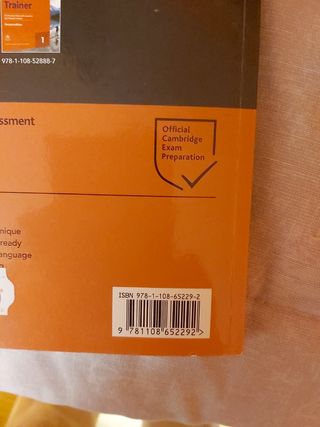 Trainer
1
978-1-108-52888-7
ssment
Official
Cambridge
Exam
Preparation
nique
ready
anguage
ISBN 978-1-108-65229-2
9 781108 652292 >